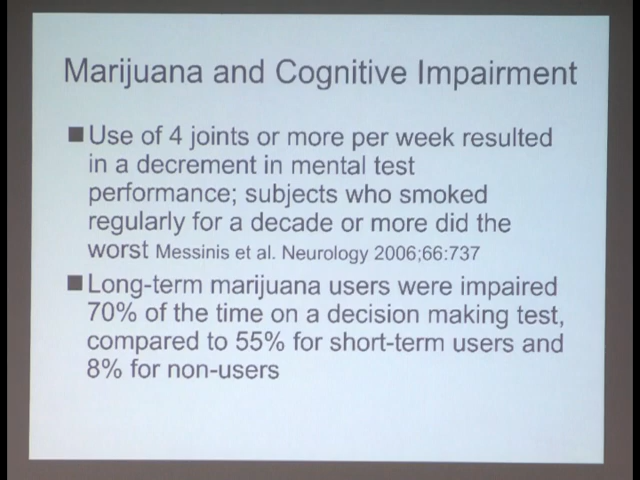 Marijuana and Cognitive Impairment
■ Use of 4 joints or more per week resulted
in a decrement in mental test
performance; subjects who smoked
regularly for a decade or more did the
worst Messinis et al. Neurology 2006;66:737
■ Long-term marijuana users were impaired
70% of the time on a decision making test,
compared to 55% for short-term users and
8% for non-users